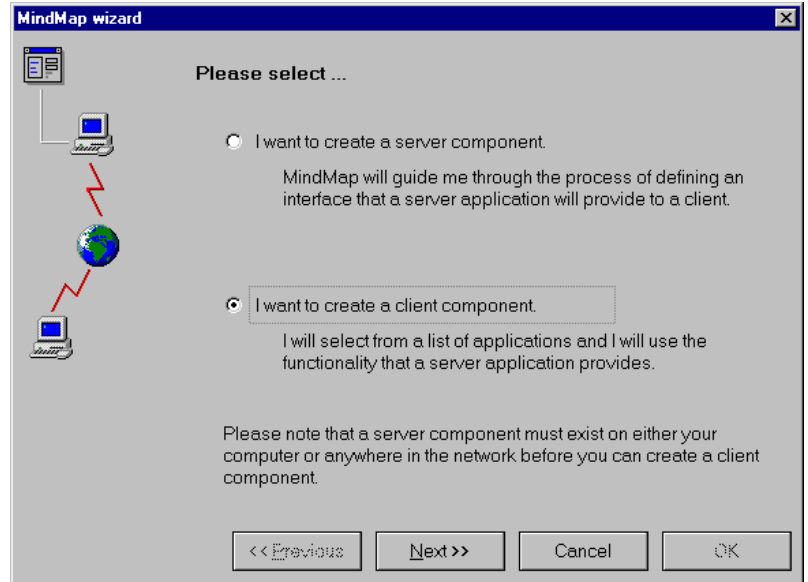 MindMap wizard
Please select ...
I want to create a server component.
MindMap will guide me through the process of defining an
interface that a server application will provide to a client.
I want to create a client component.
I will select from a list of applications and I will use the
functionality that a server application provides.
Please note that a server component must exist on either your
computer or anywhere in the network before you can create a client
component.
<< Previous
Next >>
Cancel
OK